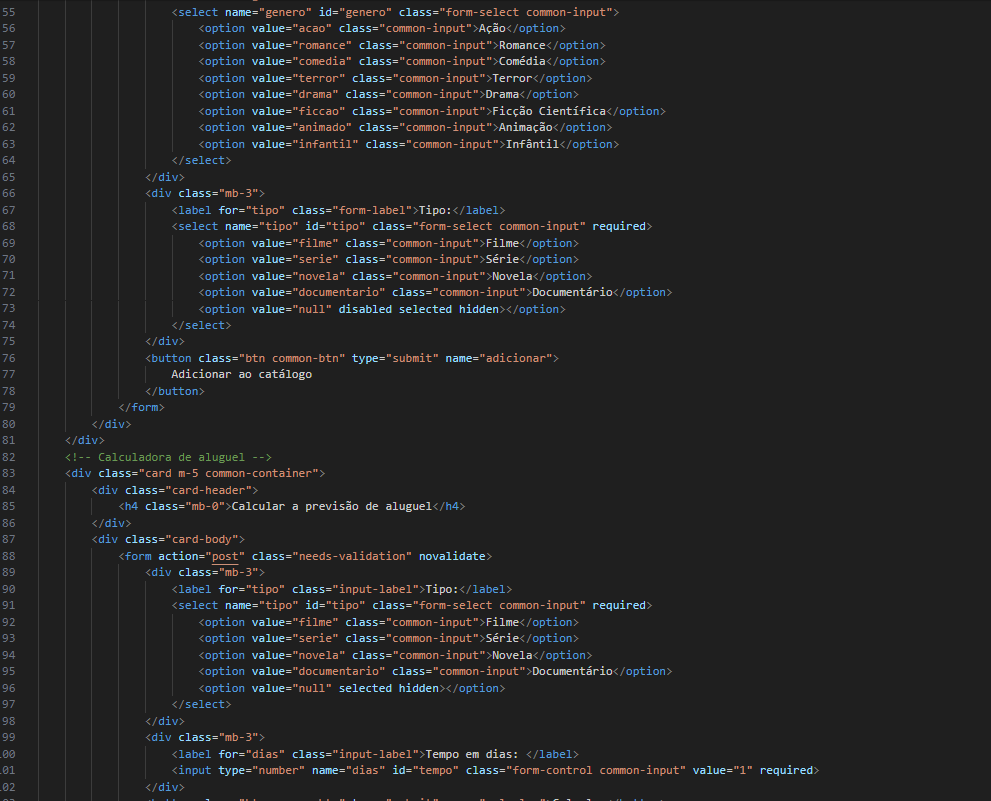 55 <select name="genero" id="genero" class="form-select common-input">
56 <option value="acao" class="common-input">Ação</option>
57 <option value="romance" class="common-input">Romance</option>
58 <option value="comedia" class="common-input">Comédia</option>
59 <option value="terror" class="common-input">Terror</option>
60 <option value="drama" class="common-input">Drama</option>
61 <option value="ficcao" class="common-input">Ficção Científica</option>
62 <option value="animado" class="common-input">Animação</option>
63 <option value="infantil" class="common-input">Infântil</option>
64 </select>
65 </div>
66 <div class="mb-3">
67 <label for="tipo" class="form-label">Tipo:</label>
68 <select name="tipo" id="tipo" class="form-select common-input" required>
69 <option value="filme" class="common-input">Filme</option>
70 <option value="serie" class="common-input">Série</option>
71 <option value="novela" class="common-input">Novela</option>
72 <option value="documentario" class="common-input">Documentário</option>
73 <option value="null" disabled selected hidden></option>
74 </select>
75 </div>
76 <button class="btn common-btn" type="submit" name="adicionar">
77 Adicionar ao catálogo
78 </button>
79 </form>
80 </div>
81 </div>
82 <!-- Calculadora de aluguel -->
83 <div class="card m-5 common-container">
84 <div class="card-header">
85 <h4 class="mb-0">Calcular a previsão de aluguel</h4>
86 </div>
87 <div class="card-body">
88 <form action="post" class="needs-validation" novalidate>
89 <div class="mb-3">
90 <label for="tipo" class="input-label">Tipo:</label>
91 <select name="tipo" id="tipo" class="form-select common-input" required>
92 <option value="filme" class="common-input">Filme</option>
93 <option value="serie" class="common-input">Série</option>
94 <option value="novela" class="common-input">Novela</option>
95 <option value="documentario" class="common-input">Documentário</option>
96 <option value="null" selected hidden></option>
97 </select>
98 </div>
99 <div class="mb-3">
00 <label for="dias" class="input-label">Tempo em dias: </label>
01 <input type="number" name="dias" id="tempo" class="form-control common-input" value="1" required>
02 </div>